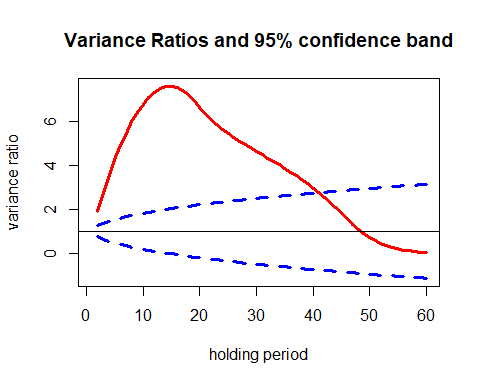 Variance Ratios and 95% confidence band
variance ratio
6
4
2
0
0 10 20 30 40 50 60
holding period